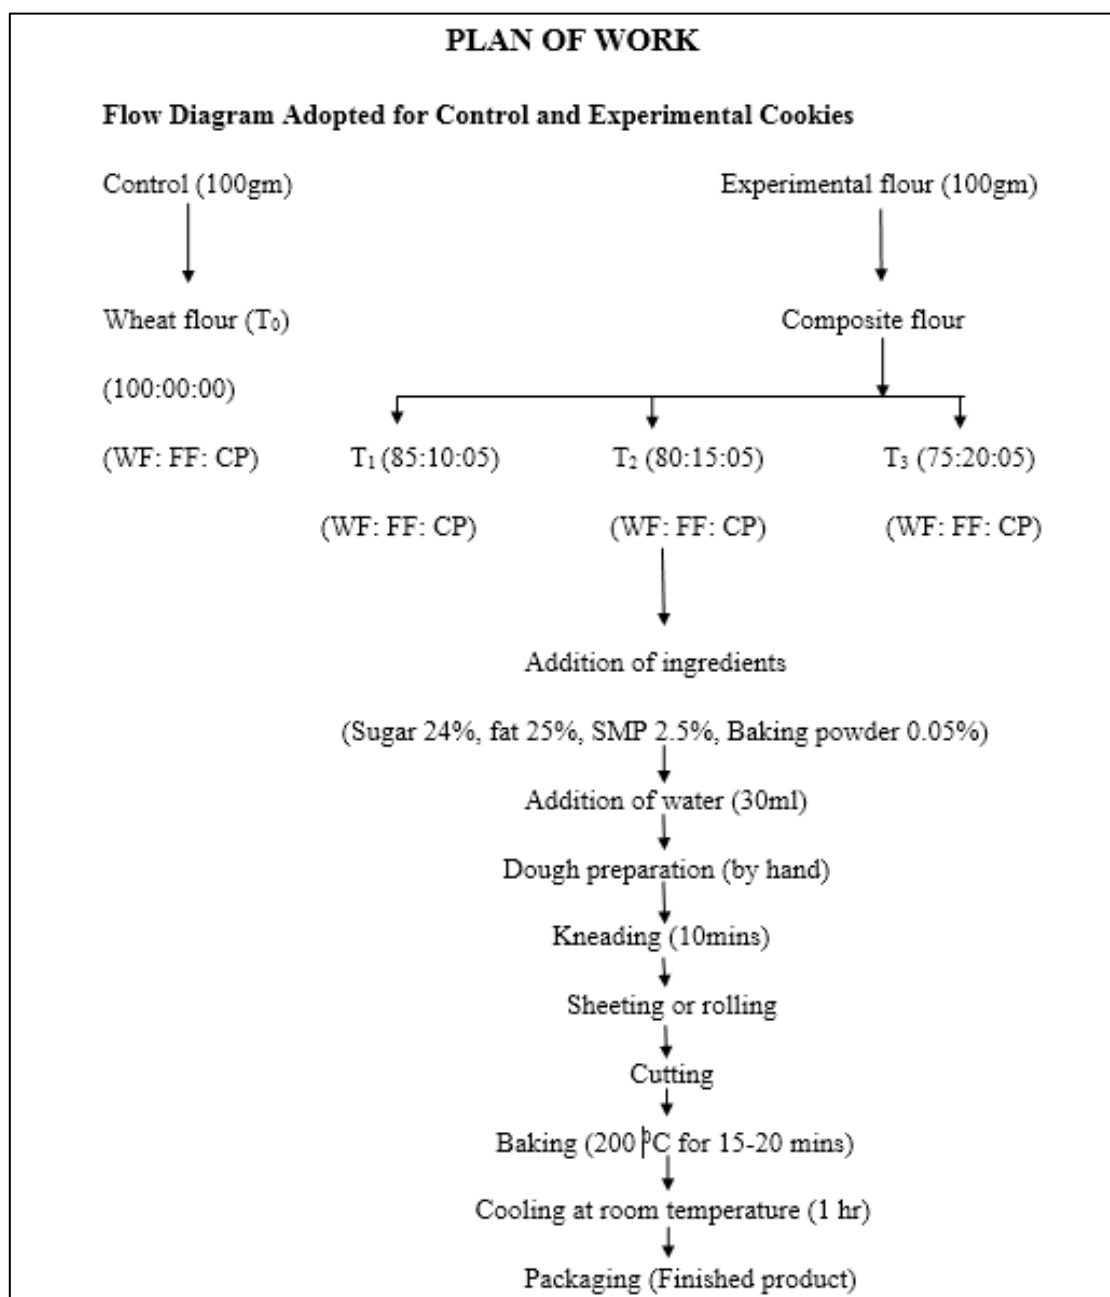 PLAN OF WORK
Flow Diagram Adopted for Control and Experimental Cookies
Control (100gm) Experimental flour (100gm)
Wheat flour (T₀) Composite flour
(100:00:00)
(WF: FF: CP) T₁ (85:10:05) T₂ (80:15:05) T₃ (75:20:05)
(WF: FF: CP) (WF: FF: CP) (WF: FF: CP)
Addition of ingredients
(Sugar 24%, fat 25%, SMP 2.5%, Baking powder 0.05%)
Addition of water (30ml)
Dough preparation (by hand)
Kneading (10mins)
Sheeting or rolling
Cutting
Baking (200 ⁰C for 15-20 mins)
Cooling at room temperature (1 hr)
Packaging (Finished product)